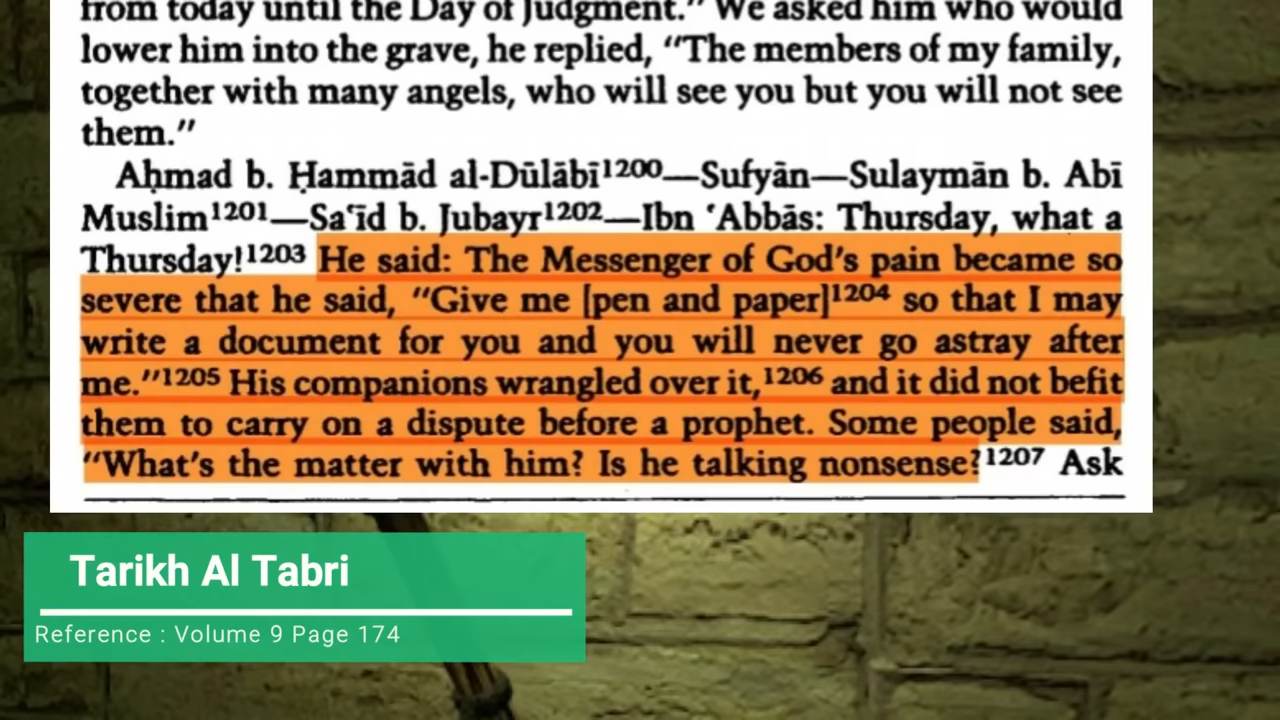 from today until the Day of Judgment." We asked him who would
lower him into the grave, he replied, "The members of my family,
together with many angels, who will see you but you will not see
them."
Aḥmad b. Ḥammād al-Dūlābī1200—Sufyān—Sulaymān b. Abī
Muslim1201—Saʿīd b. Jubayr1202—Ibn ʿAbbās: Thursday, what a
Thursday!1203 He said: The Messenger of God's pain became so
severe that he said, "Give me [pen and paper]1204 so that I may
write a document for you and you will never go astray after
me."1205 His companions wrangled over it,1206 and it did not befit
them to carry on a dispute before a prophet. Some people said,
"What's the matter with him? Is he talking nonsense?1207 Ask
Tarikh Al Tabri
Reference : Volume 9 Page 174